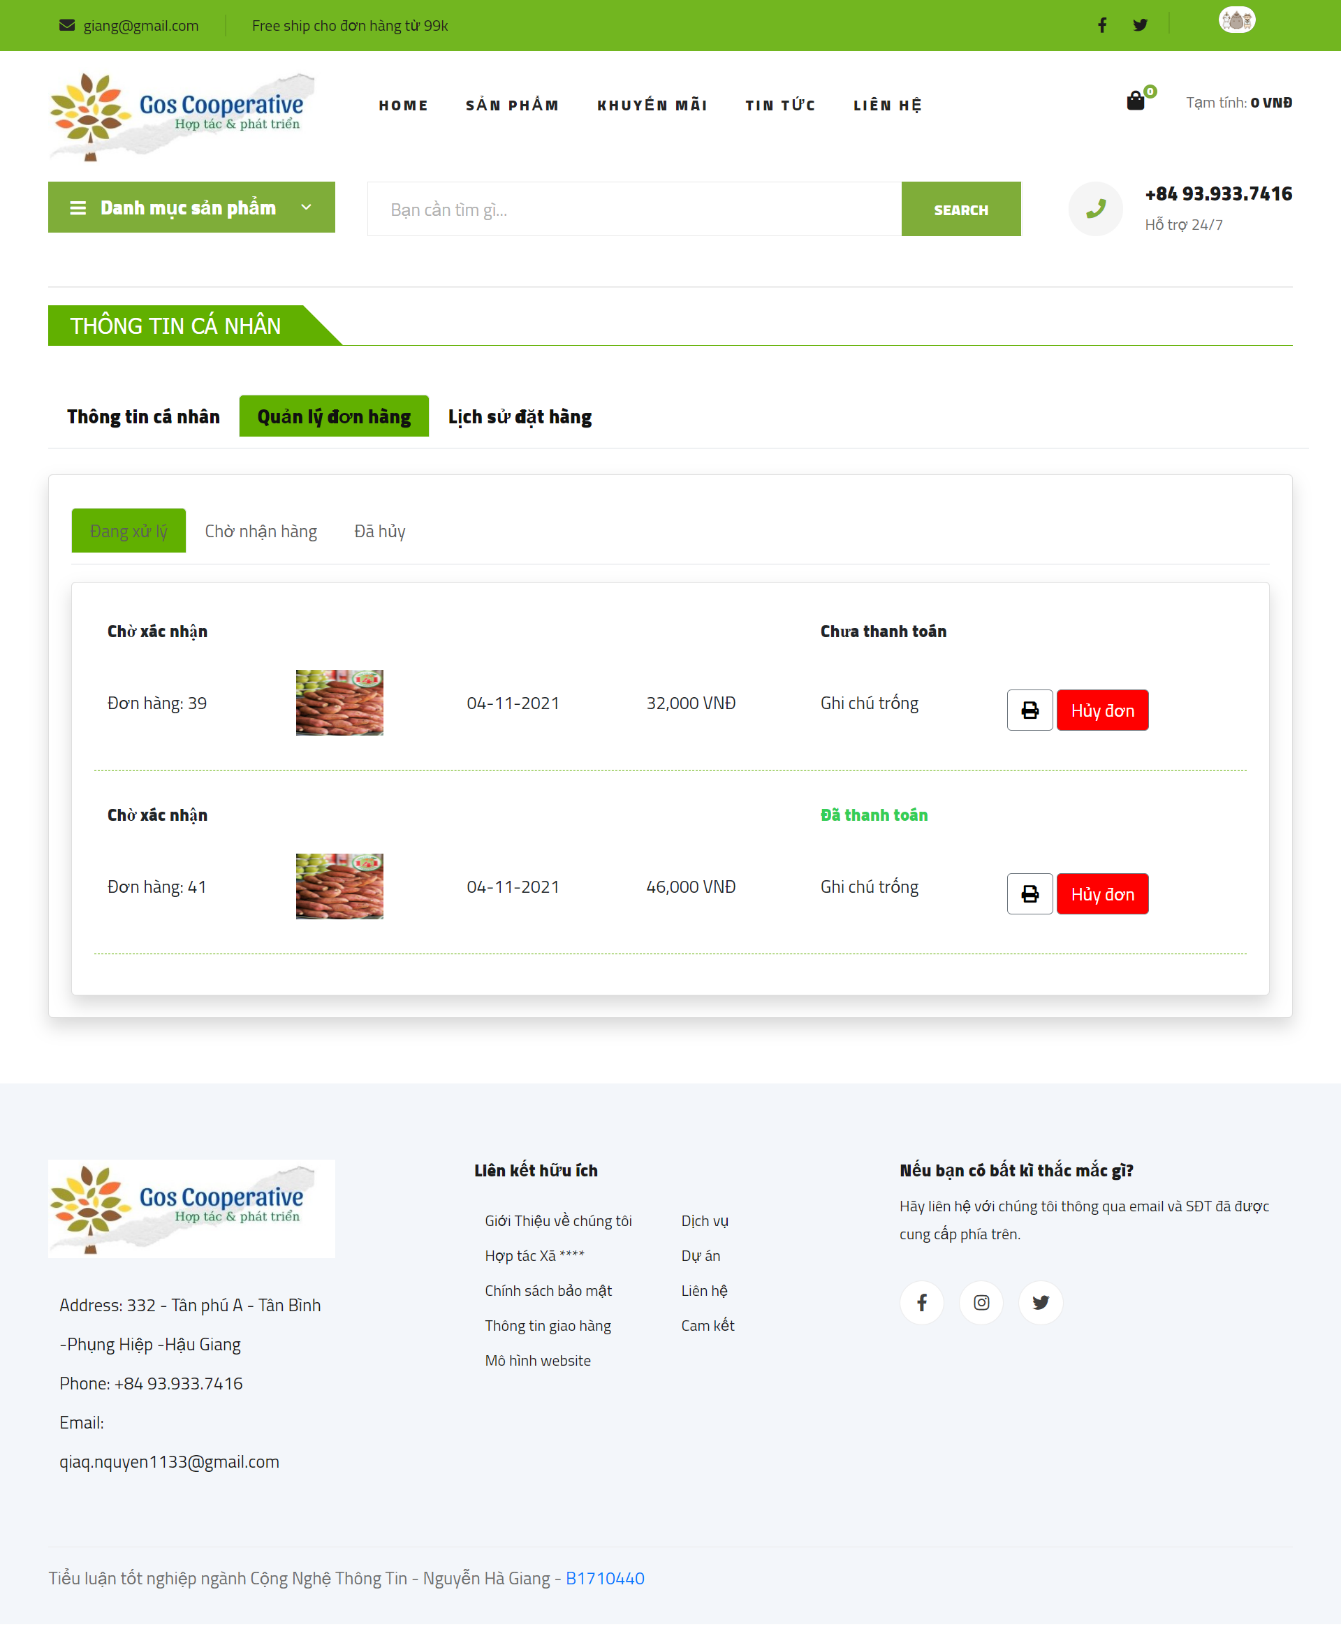 giang@gmail.com
Free ship cho đơn hàng từ 99k
Gos Cooperative
Hợp tác & phát triển
HOME
SẢN PHẨM
KHUYẾN MÃI
TIN TỨC
LIÊN HỆ
0
Tạm tính: 0 VNĐ
Danh mục sản phẩm
Bạn cần tìm gì...
SEARCH
+84 93.933.7416
Hỗ trợ 24/7
THÔNG TIN CÁ NHÂN
Thông tin cá nhân
Quản lý đơn hàng
Lịch sử đặt hàng
Đang xử lý
Chờ nhận hàng
Đã hủy
Chờ xác nhận
Chưa thanh toán
Đơn hàng: 39
04-11-2021
32,000 VNĐ
Ghi chú trống
Hủy đơn
Chờ xác nhận
Đã thanh toán
Đơn hàng: 41
04-11-2021
46,000 VNĐ
Ghi chú trống
Hủy đơn
Gos Cooperative
Hợp tác & phát triển
Address: 332 - Tân phú A - Tân Bình
-Phụng Hiệp -Hậu Giang
Phone: +84 93.933.7416
Email:
qiaq.nquyen1133@gmail.com
Liên kết hữu ích
Giới Thiệu về chúng tôi
Hợp tác Xã ****
Chính sách bảo mật
Thông tin giao hàng
Mô hình website
Dịch vụ
Dự án
Liên hệ
Cam kết
Nếu bạn có bất kì thắc mắc gì?
Hãy liên hệ với chúng tôi thông qua email và SĐT đã được
cung cấp phía trên.
Tiểu luận tốt nghiệp ngành Cộng Nghệ Thông Tin - Nguyễn Hà Giang - B1710440